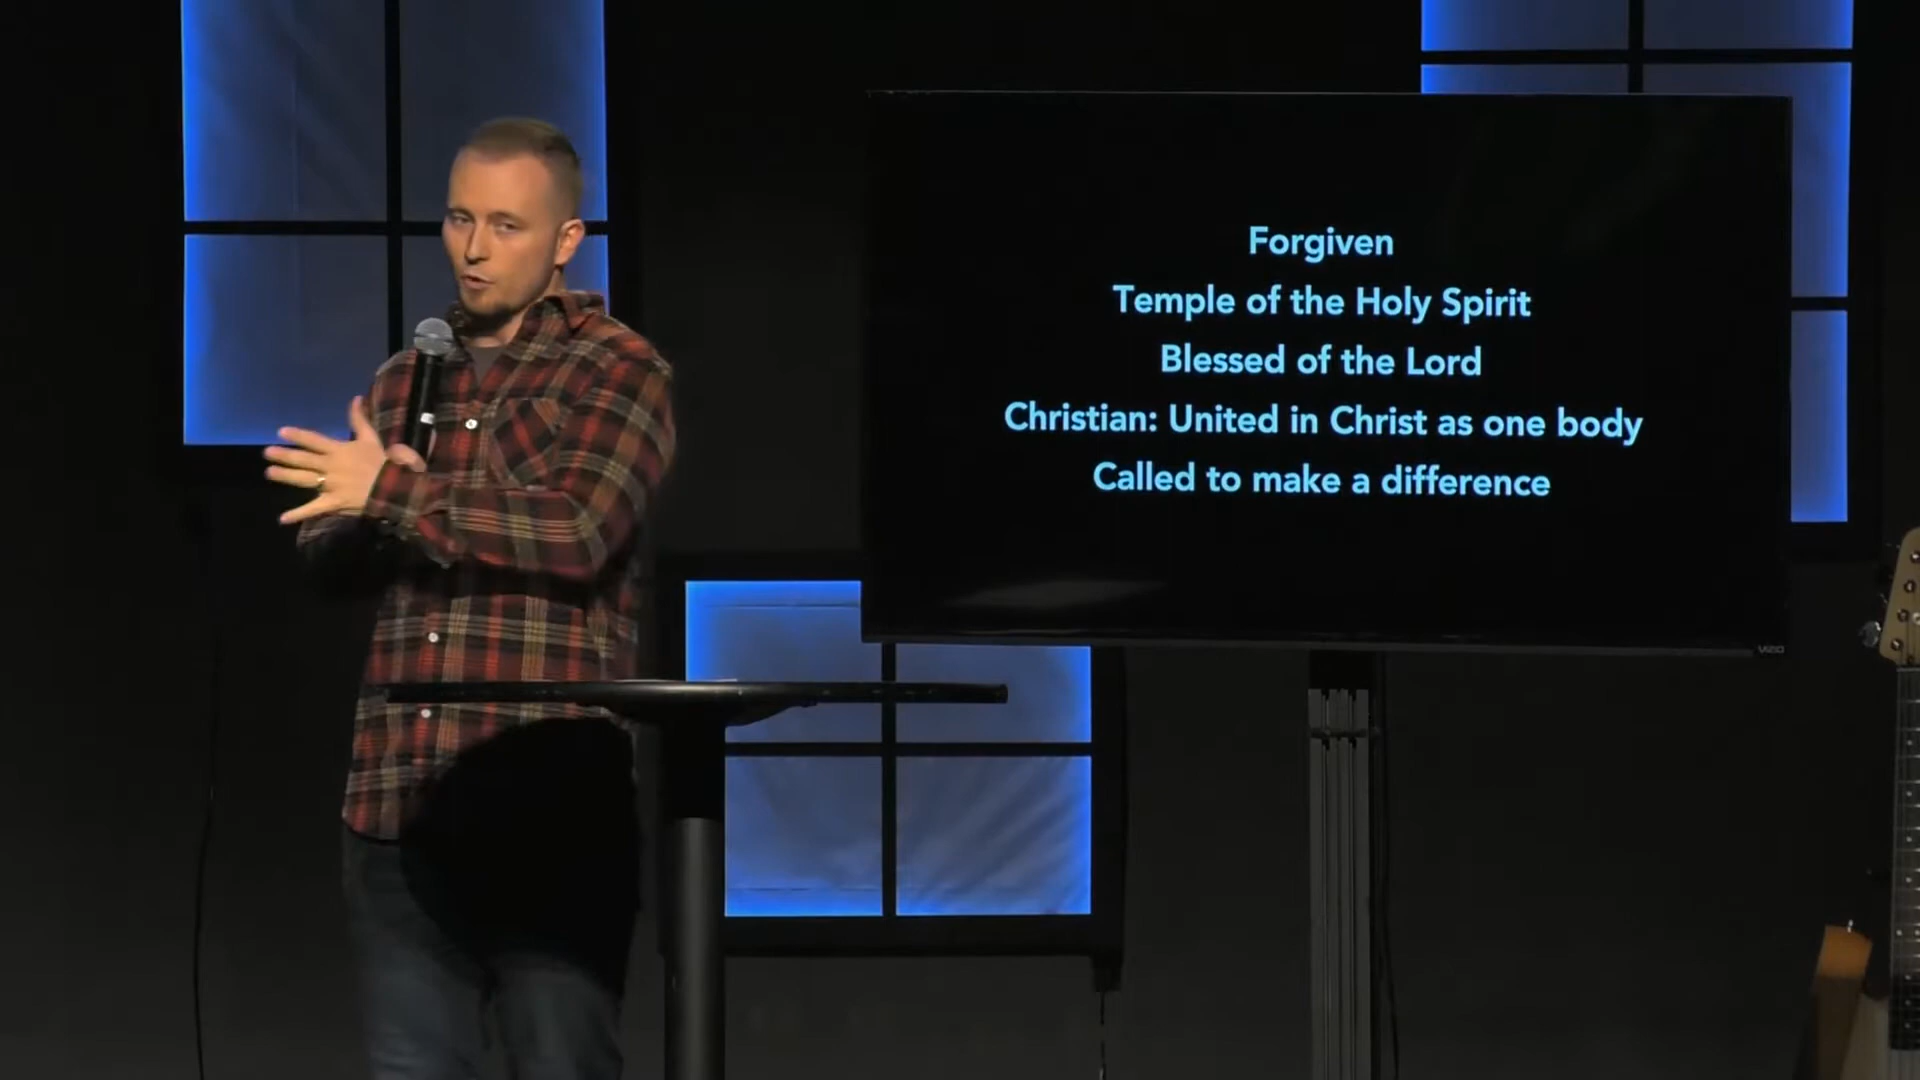 Forgiven
Temple of the Holy Spirit
Blessed of the Lord
Christian: United in Christ as one body
Called to make a difference
VIZIO